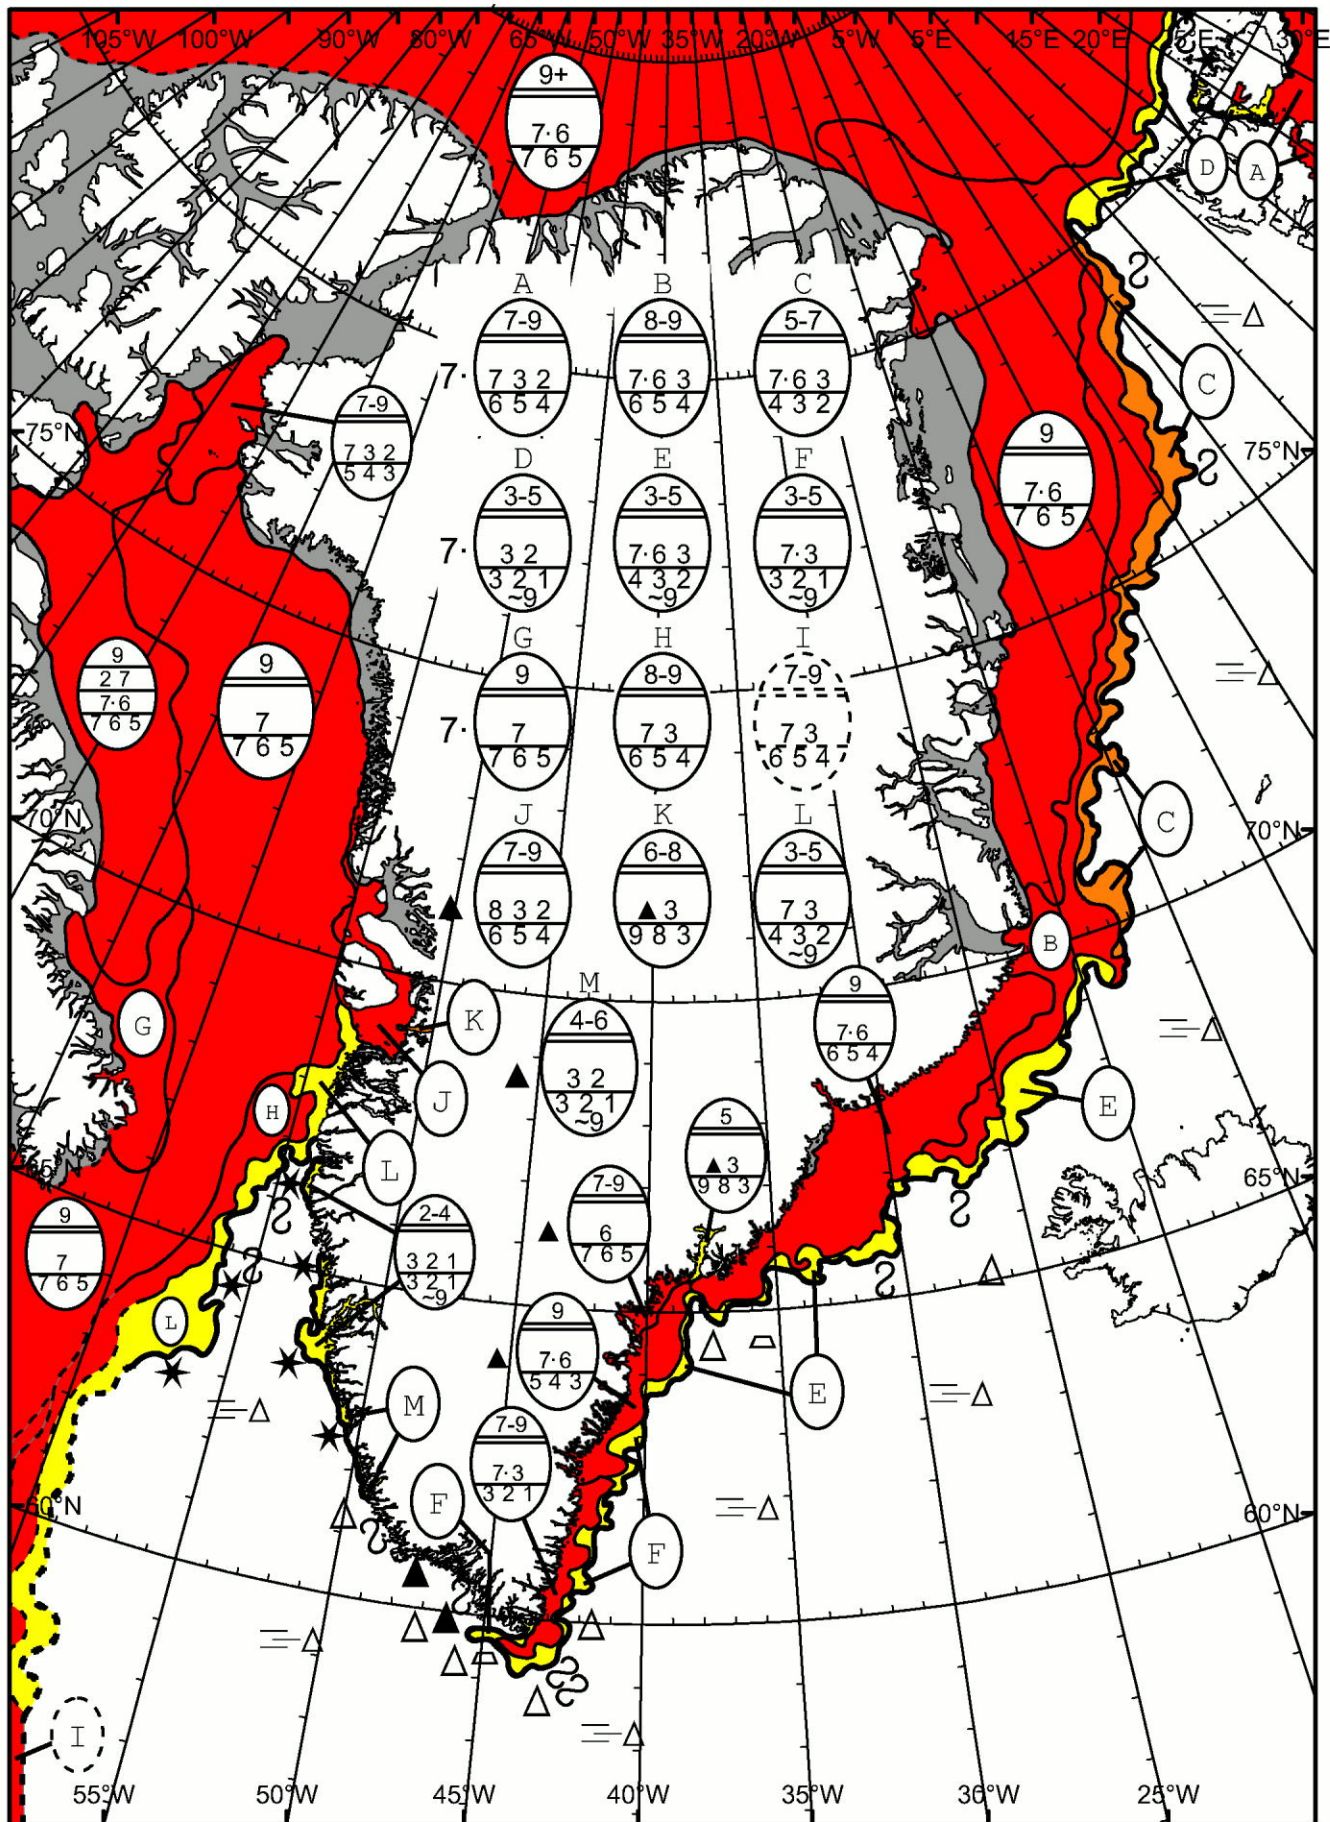 105°W 100°W 90°W 80°W 65°W 50°W 35°W 20°W 5°W 5°E 15°E 20°E 5°E 30°E
9+
7·6
7 6 5
D A
A B C
7-9 8-9 5-7
7· 7 3 2 7·6 3 7·6 3
6 5 4 6 5 4 4 3 2
7-9
7 3 2
5 4 3
C
75°N 75°N
9
7·6
7 6 5
D E F
3-5 3-5 3-5
7· 3 2 7·6 3 7·3
3 2 1 4 3 2 3 2 1
~9 ~9 ~9
G H I
9 8-9 7-9
7· 7 7 3 7 3
7 6 5 6 5 4 6 5 4
9
2 7
7·6
7 6 5
9
7
7 6 5
70°N 70°N
C
J K L
7-9 6-8 3-5
8 3 2 ▲3 7 3
6 5 4 9 8 3 4 3 2
~9
B
M
4-6
3 2
3 2 1
~9
9
7·6
6 5 4
G
K
J
H
E
L
5
▲3
9 8 3
65°N 65°N
7-9
6
7 6 5
9
7
7 6 5
2-4
3 2 1
3 2 1
~9
L
9
7·6
5 4 3
E
M
7-9
7·3
3 2 1
F
60°N 60°N
F
I
55°W 50°W 45°W 40°W 35°W 30°W 25°W